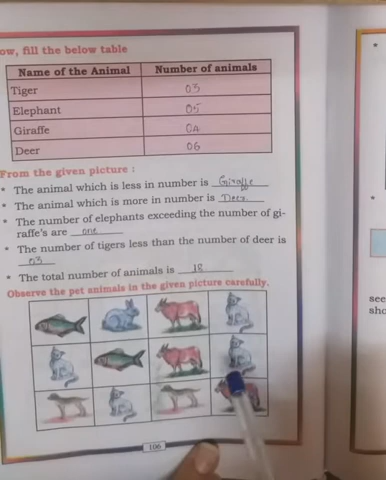 ow, fill the below table
Name of the Animal Number of animals
Tiger 03
Elephant 05
Giraffe 04
Deer 06
From the given picture :
* The animal which is less in number is Giraffe
* The animal which is more in number is Deer.
* The number of elephants exceeding the number of gi-
raffe's are one
* The number of tigers less than the number of deer is
03
* The total number of animals is 18
Observe the pet animals in the given picture carefully.
106
see
sho